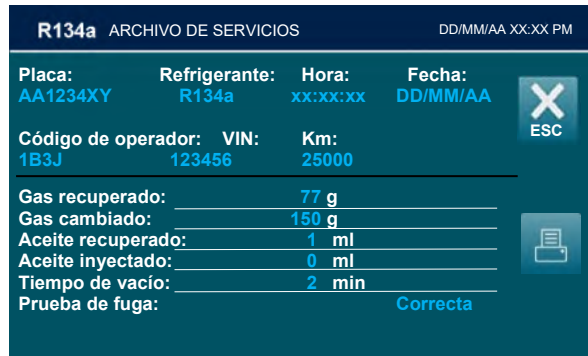 R134a ARCHIVO DE SERVICIOS DD/MM/AA XX:XX PM
Placa: Refrigerante: Hora: Fecha:
AA1234XY R134a xx:xx:xx DD/MM/AA
ESC
Código de operador: VIN: Km:
1B3J 123456 25000
Gas recuperado: 77 g
Gas cambiado: 150 g
Aceite recuperado: 1 ml
Aceite inyectado: 0 ml
Tiempo de vacío: 2 min
Prueba de fuga: Correcta